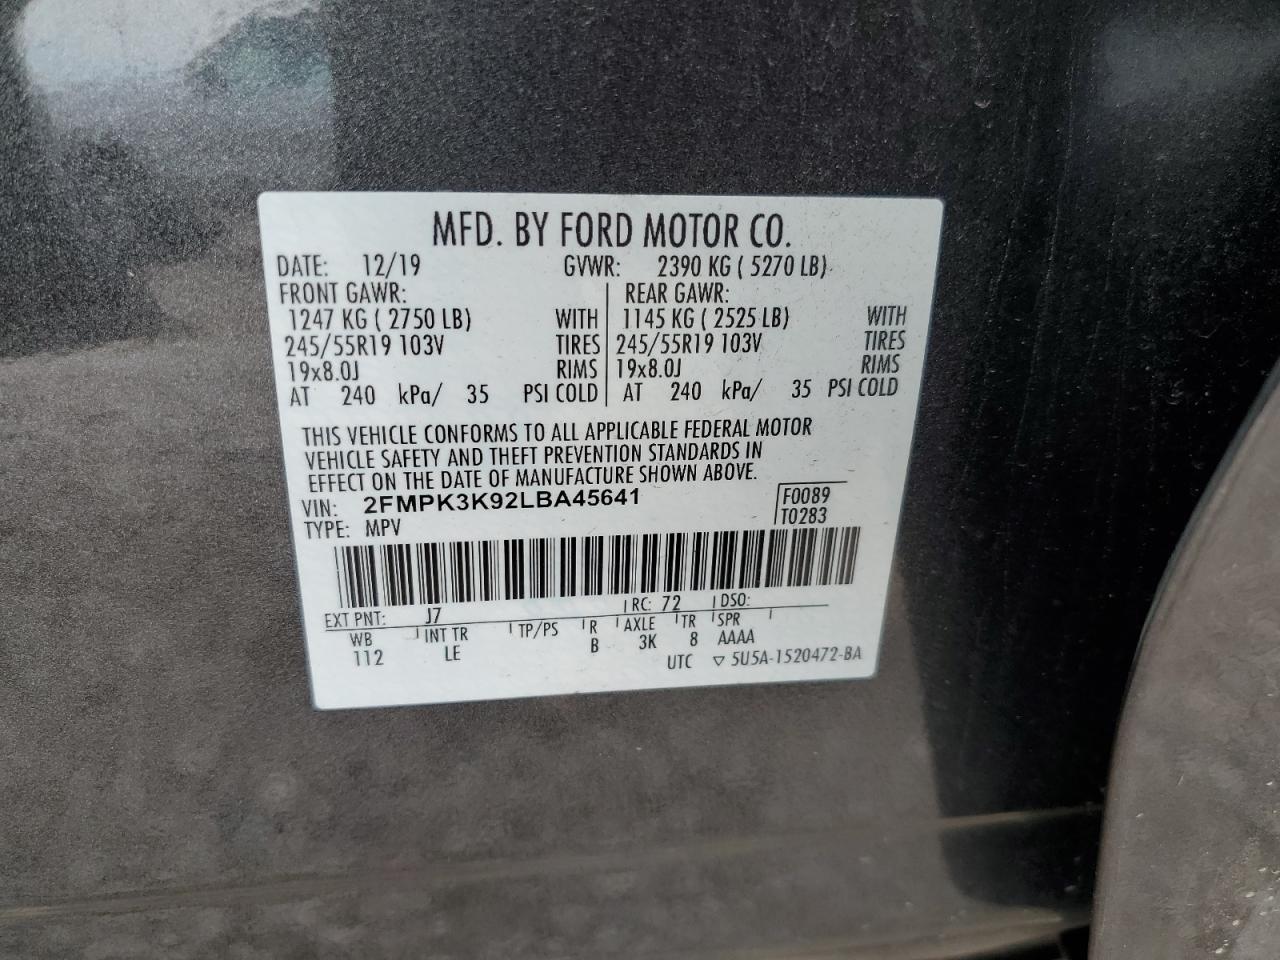 MFD. BY FORD MOTOR CO.
DATE: 12/19 GVWR: 2390 KG ( 5270 LB)
FRONT GAWR: REAR GAWR:
1247 KG ( 2750 LB) WITH 1145 KG ( 2525 LB) WITH
245/55R19 103V TIRES 245/55R19 103V TIRES
19x8.0J RIMS 19x8.0J RIMS
AT 240 kPa/ 35 PSI COLD AT 240 kPa/ 35 PSI COLD
THIS VEHICLE CONFORMS TO ALL APPLICABLE FEDERAL MOTOR
VEHICLE SAFETY AND THEFT PREVENTION STANDARDS IN
EFFECT ON THE DATE OF MANUFACTURE SHOWN ABOVE.
VIN: 2FMPK3K92LBA45641 F0089
TYPE: MPV T0283
EXT PNT: J7 RC: 72 DSO:
WB INT TR TP/PS R AXLE TR SPR
112 LE B 3K 8 AAAA
UTC ▽ 5U5A-1520472-BA